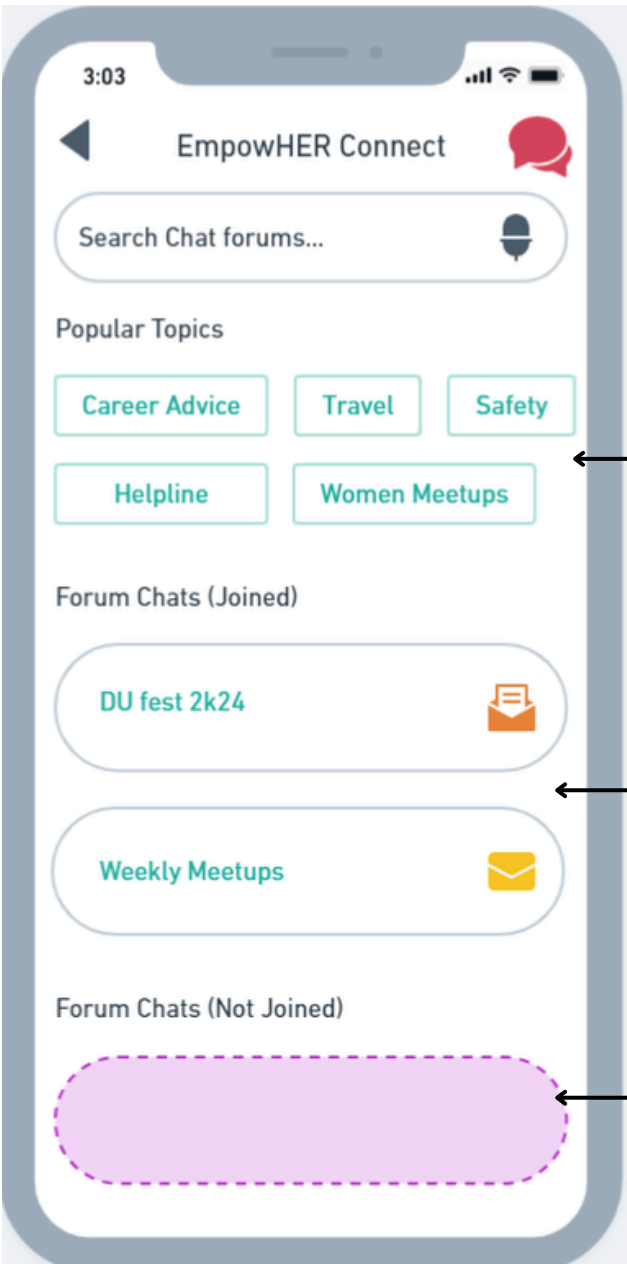 3:03
EmpowHER Connect
Search Chat forums...
Popular Topics
Career Advice Travel Safety
Helpline Women Meetups
Forum Chats (Joined)
DU fest 2k24
Weekly Meetups
Forum Chats (Not Joined)